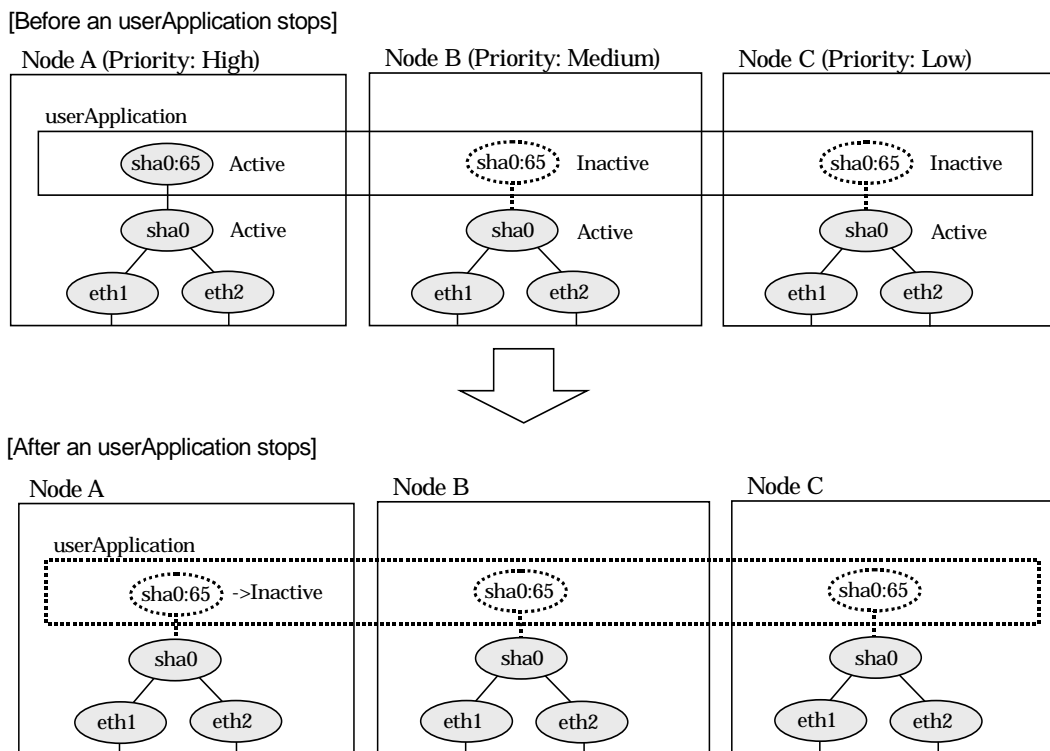 [Before an userApplication stops]
Node A (Priority: High)
Node B (Priority: Medium)
Node C (Priority: Low)
userApplication
sha0:65 Active
sha0:65 Inactive
sha0:65 Inactive
sha0 Active
sha0 Active
sha0 Active
eth1 eth2
eth1 eth2
eth1 eth2
[After an userApplication stops]
Node A
Node B
Node C
userApplication
sha0:65 ->Inactive
sha0:65
sha0:65
sha0
sha0
sha0
eth1 eth2
eth1 eth2
eth1 eth2